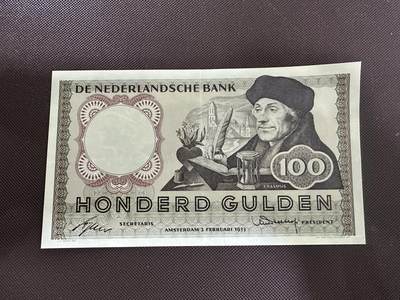 DE NEDERLANDSCHE BANK
100
ERASMUS
HONDERD GULDEN
SECRETARIS
PRESIDENT
AMSTERDAM 2 FEBRUARI 1953